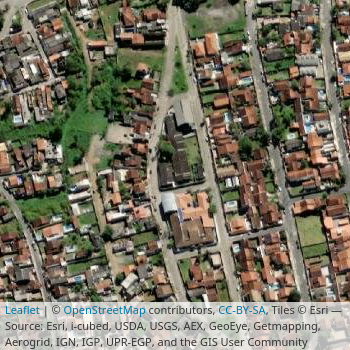 Leaflet | © OpenStreetMap contributors, CC-BY-SA, Tiles © Esri —
Source: Esri, i-cubed, USDA, USGS, AEX, GeoEye, Getmapping,
Aerogrid, IGN, IGP, UPR-EGP, and the GIS User Community